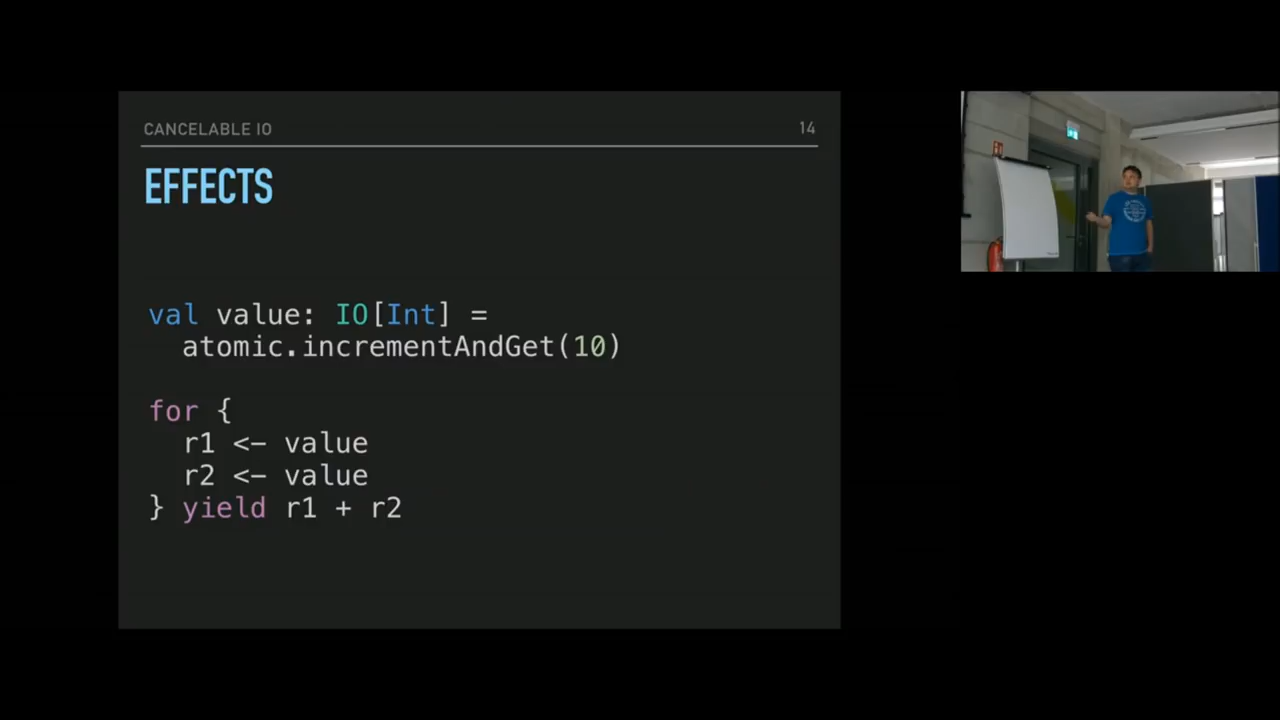 CANCELABLE IO
14
EFFECTS
val value: IO[Int] =
  atomic.incrementAndGet(10)
for {
  r1 <- value
  r2 <- value
} yield r1 + r2